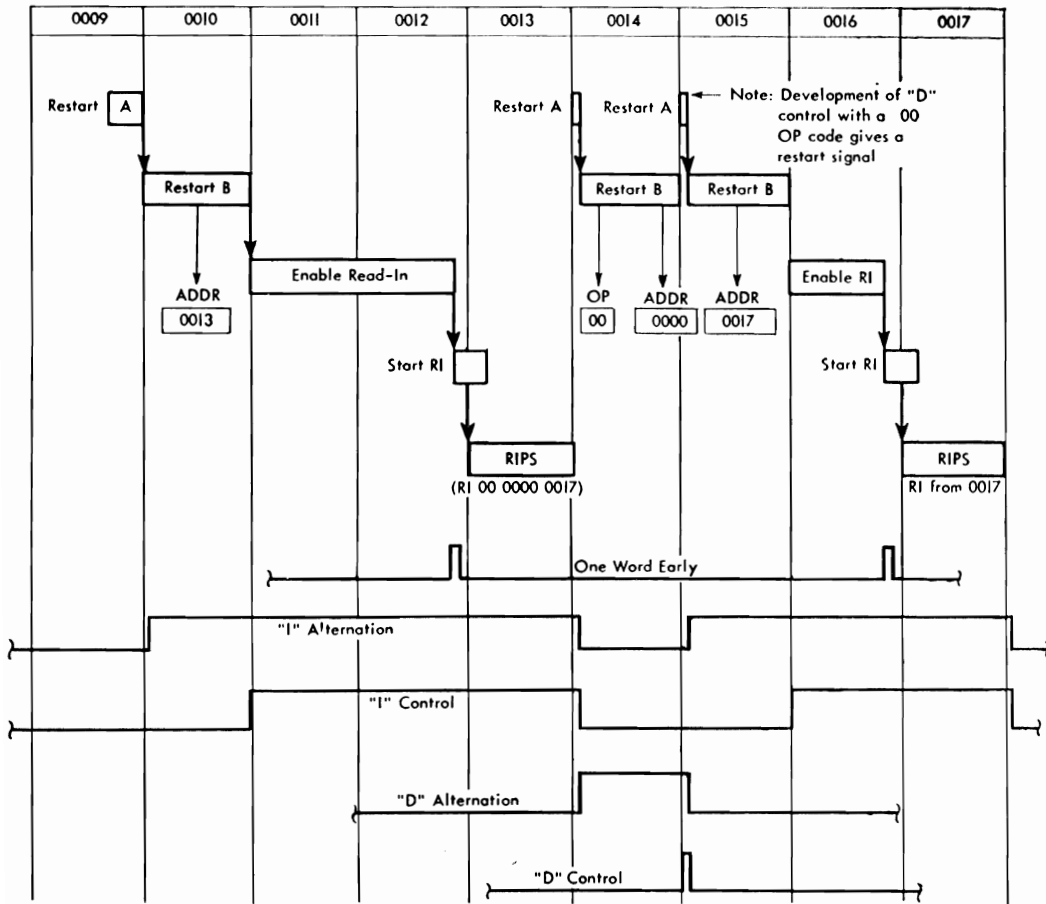 0009 0010 0011 0012 0013 0014 0015 0016 0017
Restart A
Restart A
Restart A
Note: Development of "D"
control with a 00
OP code gives a
restart signal
Restart B
Restart B
Restart B
Enable Read-In
Enable RI
ADDR
0013
OP
00
ADDR
0000
ADDR
0017
Start RI
Start RI
RIPS
(RI 00 0000 0017)
RIPS
RI from 0017
One Word Early
"I" Alternation
"I" Control
"D" Alternation
"D" Control